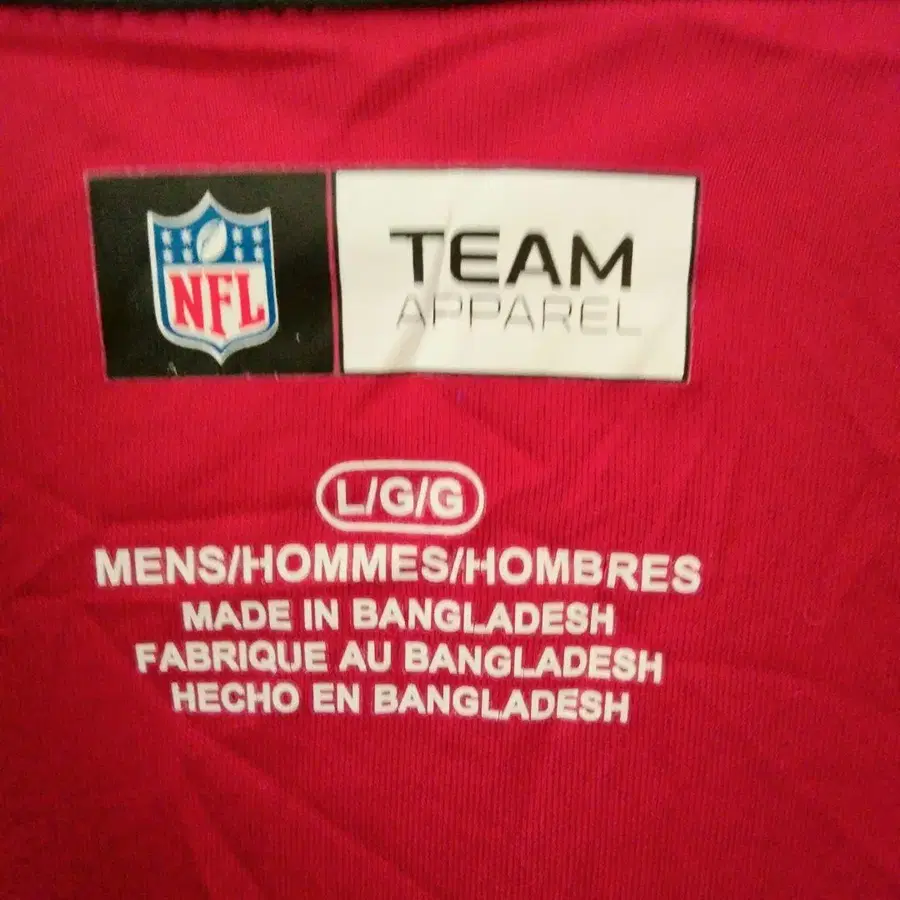 NFL
TEAM
APPAREL
L/G/G
MENS/HOMMES/HOMBRES
MADE IN BANGLADESH
FABRIQUE AU BANGLADESH
HECHO EN BANGLADESH